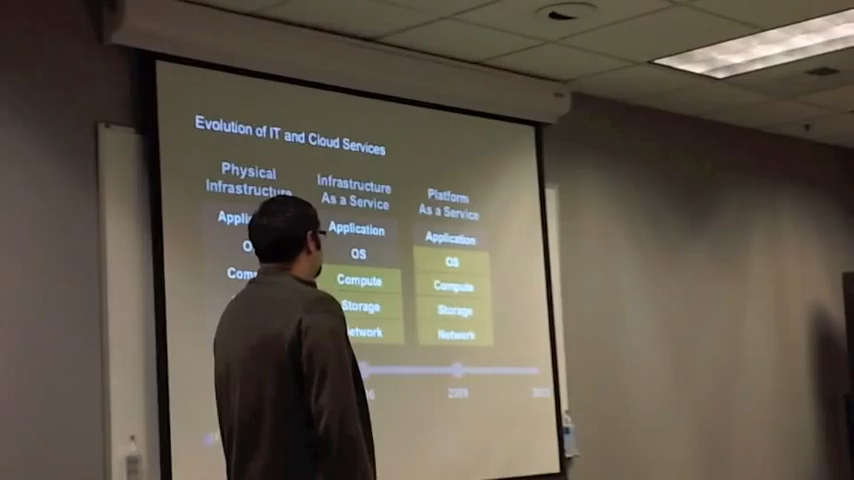 Evolution of IT and Cloud Services
Physical
Infrastructure
Infrastructure
As a Service
Platform
As a Service
Application
Application
OS
OS
Compute
Compute
Storage
Storage
Network
Network